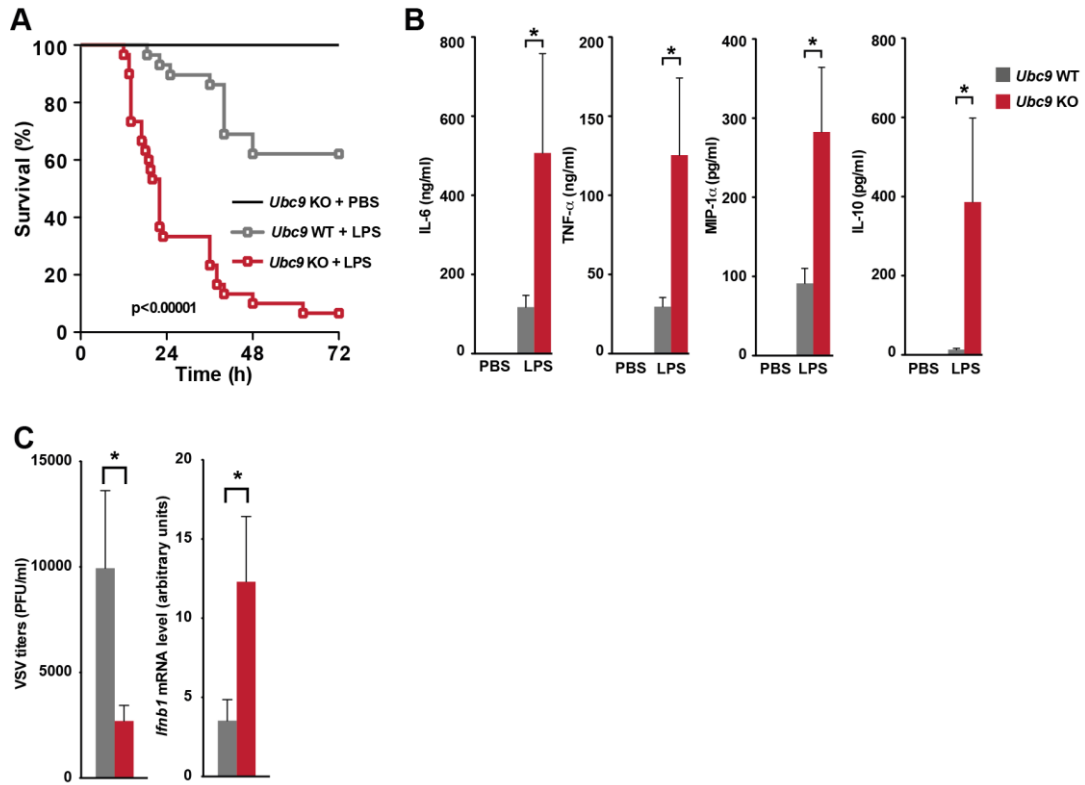 A
100
80
60
40
20
0
Survival (%)
Ubc9 KO + PBS
Ubc9 WT + LPS
Ubc9 KO + LPS
p<0.00001
0 24 48 72
Time (h)
B
800
600
400
200
0
IL-6 (ng/ml)
*
PBS LPS
200
150
100
50
0
TNF-α (ng/ml)
*
PBS LPS
400
300
200
100
0
MIP-1α (pg/ml)
*
PBS LPS
800
600
400
200
0
IL-10 (pg/ml)
*
PBS LPS
Ubc9 WT
Ubc9 KO
C
15000
10000
5000
0
VSV titers (PFU/ml)
*
20
15
10
5
0
Ifnb1 mRNA level (arbitrary units)
*